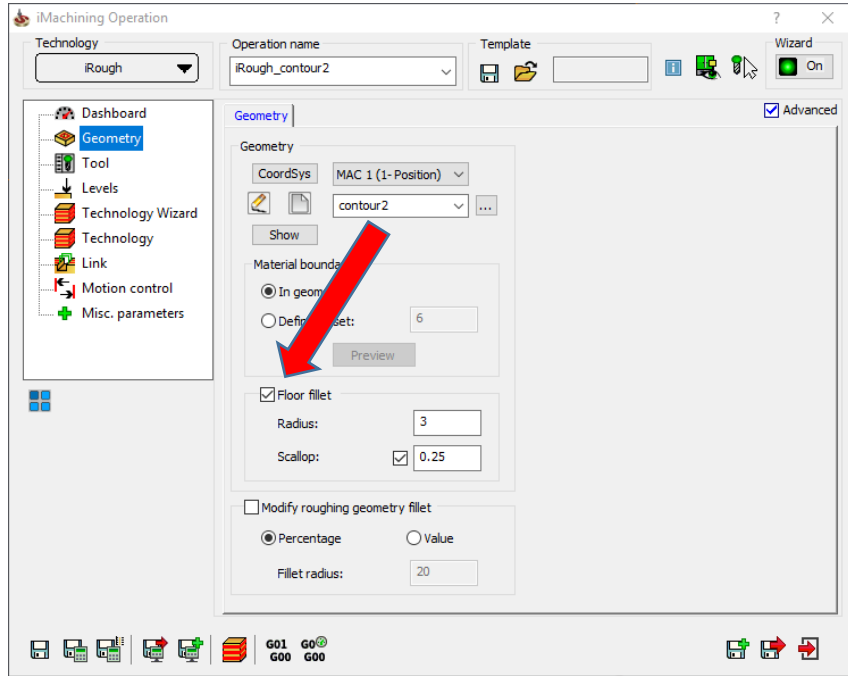 iMachining Operation
? ×
Technology
iRough
Operation name
iRough_contour2
Template
Wizard
On
Dashboard
Geometry
Tool
Levels
Technology Wizard
Technology
Link
Motion control
Misc. parameters
Geometry
Advanced
Geometry
CoordSys
MAC 1 (1- Position)
contour2
...
Show
Material bounda
In geom
Defin set:
6
Preview
Floor fillet
Radius:
3
Scallop:
0.25
Modify roughing geometry fillet
Percentage
Value
Fillet radius:
20
G01
G00
G0
G00